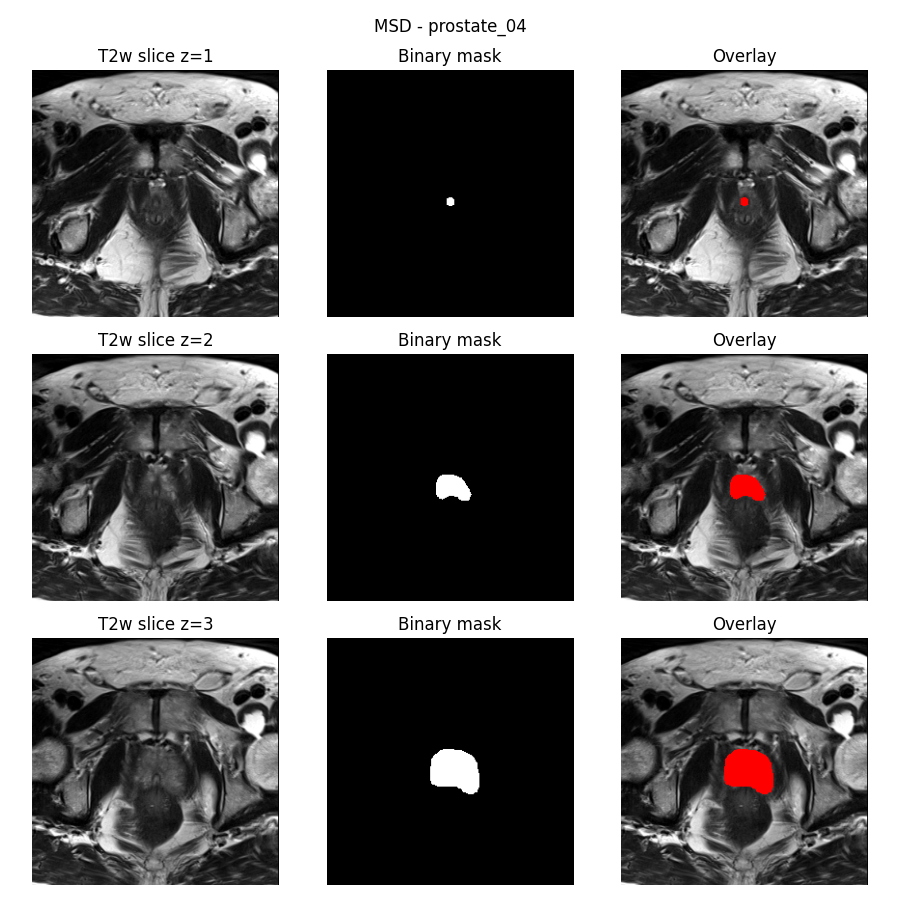 MSD - prostate_04
T2w slice z=1
Binary mask
Overlay
T2w slice z=2
Binary mask
Overlay
T2w slice z=3
Binary mask
Overlay